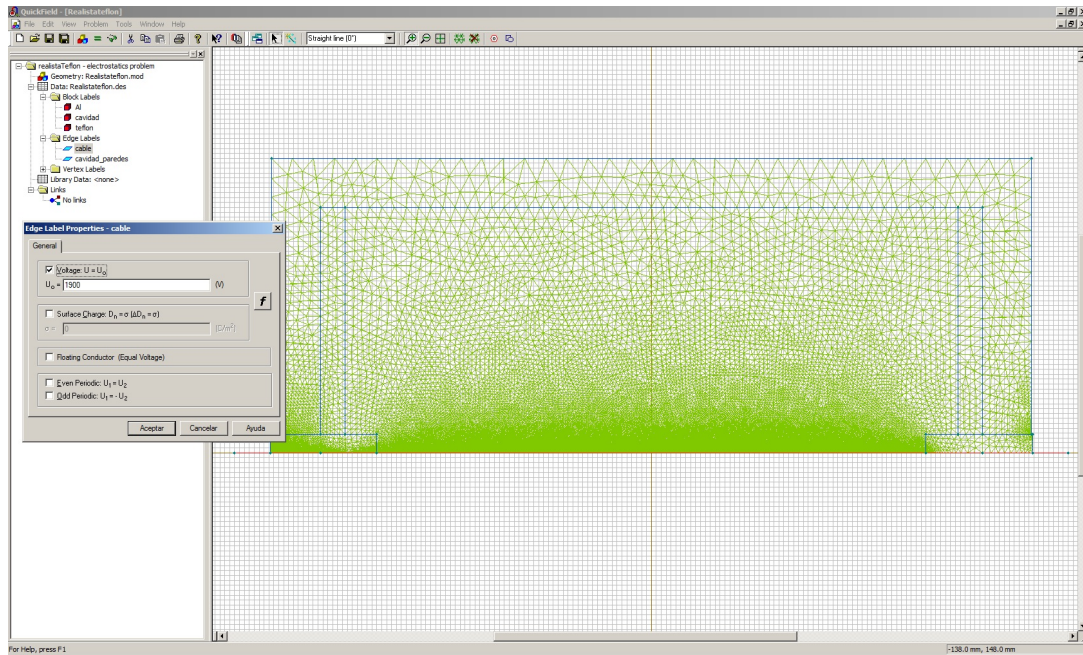 QuickField - [Realistateflon]
File Edit View Problem Tools Window Help
Straight line (0°)
realistaTeflon - electrostatics problem
Geometry: Realistateflon.mod
Data: Realistateflon.des
Block Labels
Al
cavidad
teflon
Edge Labels
cable
cavidad_paredes
Vertex Labels
Library Data: <none>
Links
No links
Edge Label Properties - cable
General
Voltage: U = U₀
U₀ = 1900 (V)
f
Surface Charge: Dₙ = σ (ΔDₙ = σ)
σ = 0 (C/m²)
Floating Conductor (Equal Voltage)
Even Periodic: U₁ = U₂
Odd Periodic: U₁ = - U₂
Aceptar Cancelar Ayuda
For Help, press F1
-138.0 mm, 148.0 mm